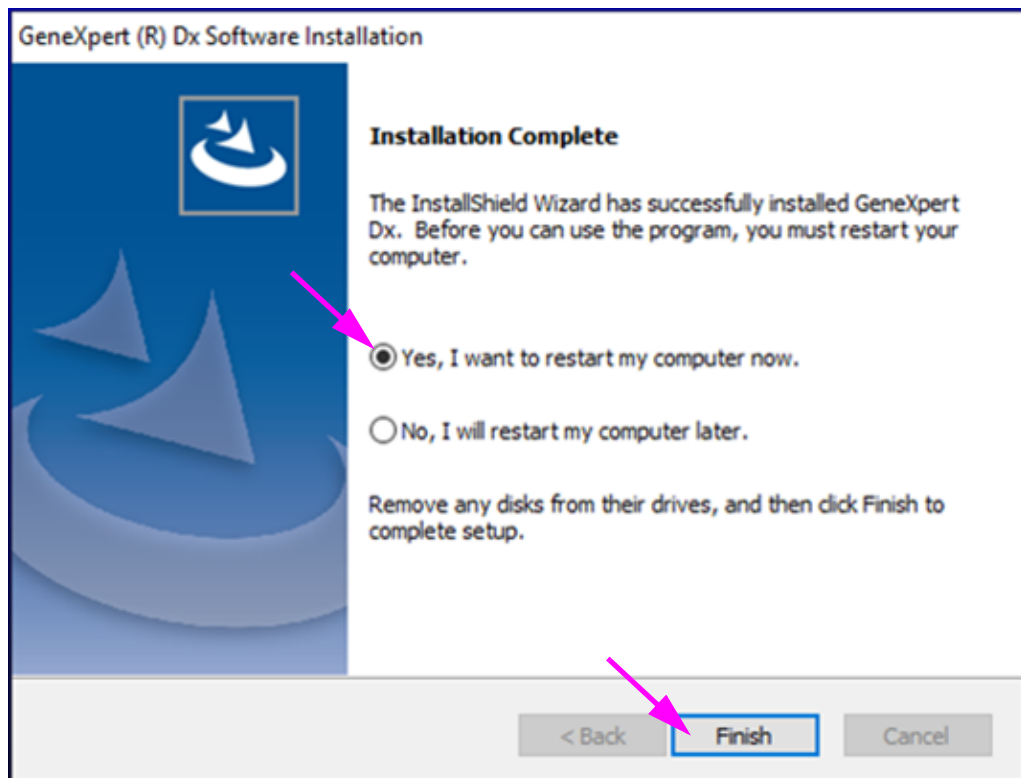 GeneXpert (R) Dx Software Installation
Installation Complete
The InstallShield Wizard has successfully installed GeneXpert
Dx.  Before you can use the program, you must restart your
computer.
Yes, I want to restart my computer now.
No, I will restart my computer later.
Remove any disks from their drives, and then click Finish to
complete setup.
< Back Finish Cancel